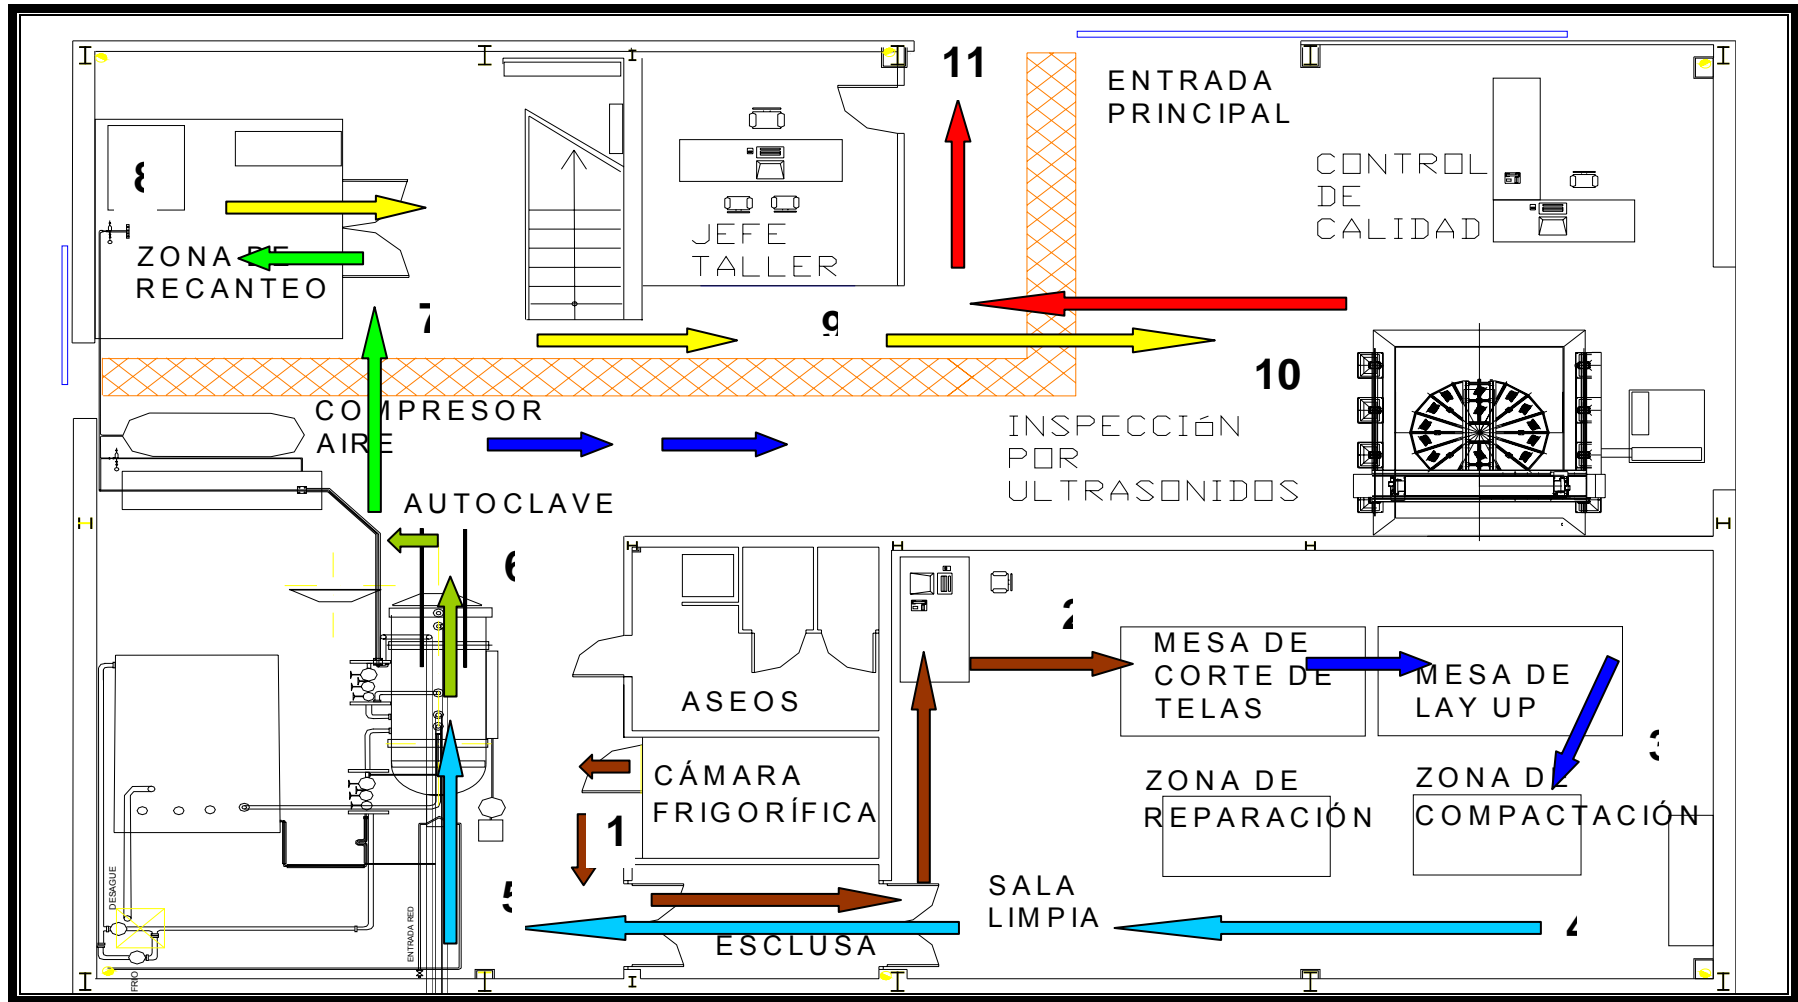 11
ENTRADA
PRINCIPAL
CONTROL
DE
CALIDAD
8
JEFE
TALLER
ZONA DE
RECANTEO
7
9
10
COMPRESOR
AIRE
INSPECCIóN
POR
ULTRASONIDOS
AUTOCLAVE
6
2
MESA DE
CORTE DE
TELAS
MESA DE
LAY UP
ASEOS
3
CÁMARA
FRIGORÍFICA
ZONA DE
REPARACIÓN
ZONA DE
COMPACTACIÓN
1
5
SALA
LIMPIA
4
ESCLUSA
DESAGUE
ENTRADA RED
FRIO